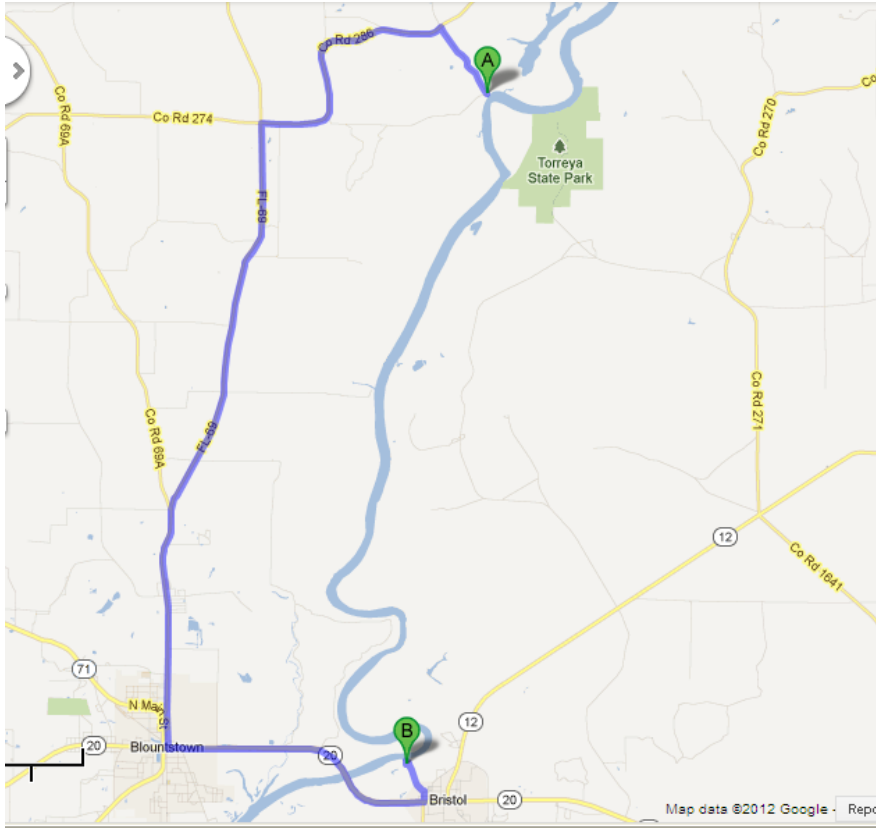 Co Rd 286
A
Co Rd 69A
Co Rd 274
Co Rd 270
Co
Torreya
State Park
FL-69
Co Rd 271
Co Rd 69A
FL-69
12
Co Rd 1641
71
N Main St
12
B
20
Blountstown
20
Bristol
20
Map data ©2012 Google -
Repo